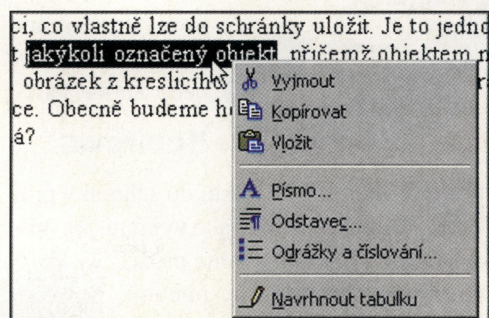 ci, co vlastně lze do schránky uložit. Je to jedno
t jakýkoli označený objekt, přičemž objektem
obrázek z kreslicího
ce. Obecně budeme
á?
Vyjmout
Kopírovat
Vložit
Písmo...
Odstavec...
Odrážky a číslování...
Navrhnout tabulku